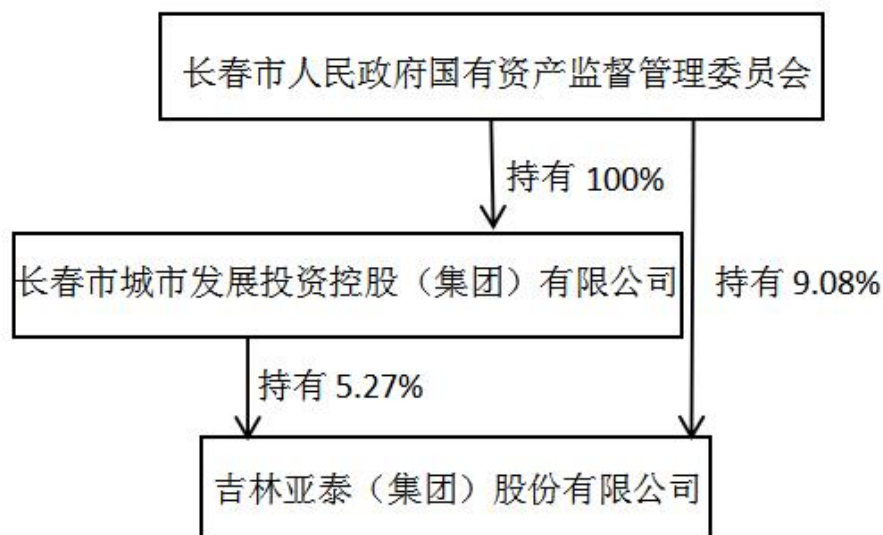 长春市人民政府国有资产监督管理委员会
持有 100%
长春市城市发展投资控股（集团）有限公司
持有 9.08%
持有 5.27%
吉林亚泰（集团）股份有限公司